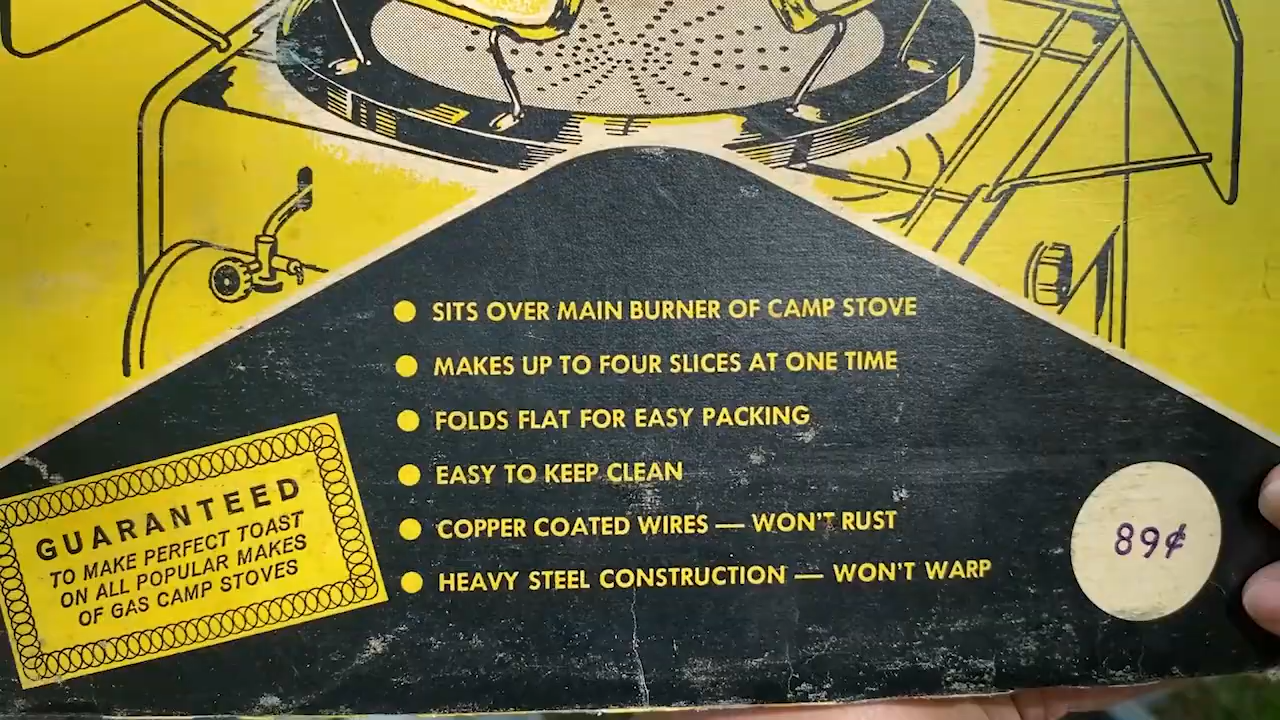 SITS OVER MAIN BURNER OF CAMP STOVE
MAKES UP TO FOUR SLICES AT ONE TIME
FOLDS FLAT FOR EASY PACKING
EASY TO KEEP CLEAN
COPPER COATED WIRES — WON'T RUST
HEAVY STEEL CONSTRUCTION — WON'T WARP
GUARANTEED
TO MAKE PERFECT TOAST
ON ALL POPULAR MAKES
OF GAS CAMP STOVES
89¢